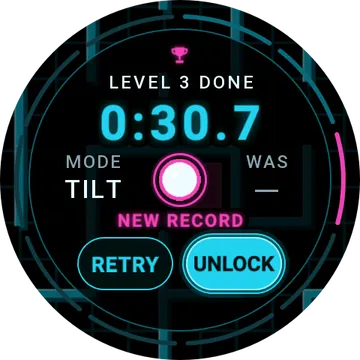 LEVEL 3 DONE
0:30.7
MODE
TILT
WAS
—
NEW RECORD
RETRY
UNLOCK